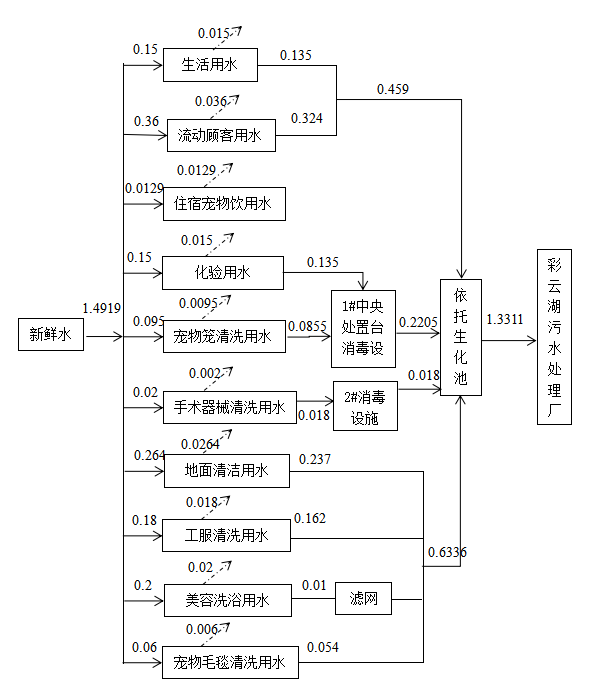 0.015
0.15
生活用水
0.135
0.459
0.036
0.36
流动顾客用水
0.324
0.0129
0.0129
住宿宠物饮用水
0.015
0.15
化验用水
0.135
1.4919
新鲜水
0.0095
0.095
宠物笼清洗用水
0.0855
1#中央
处置台
消毒设
0.2205
依托生化池
1.3311
彩云湖污水处理厂
0.002
0.02
手术器械清洗用水
0.018
2#消毒
设施
0.018
0.0264
0.264
地面清洁用水
0.237
0.018
0.18
工服清洗用水
0.162
0.6336
0.02
0.2
美容洗浴用水
0.01
滤网
0.006
0.06
宠物毛毯清洗用水
0.054